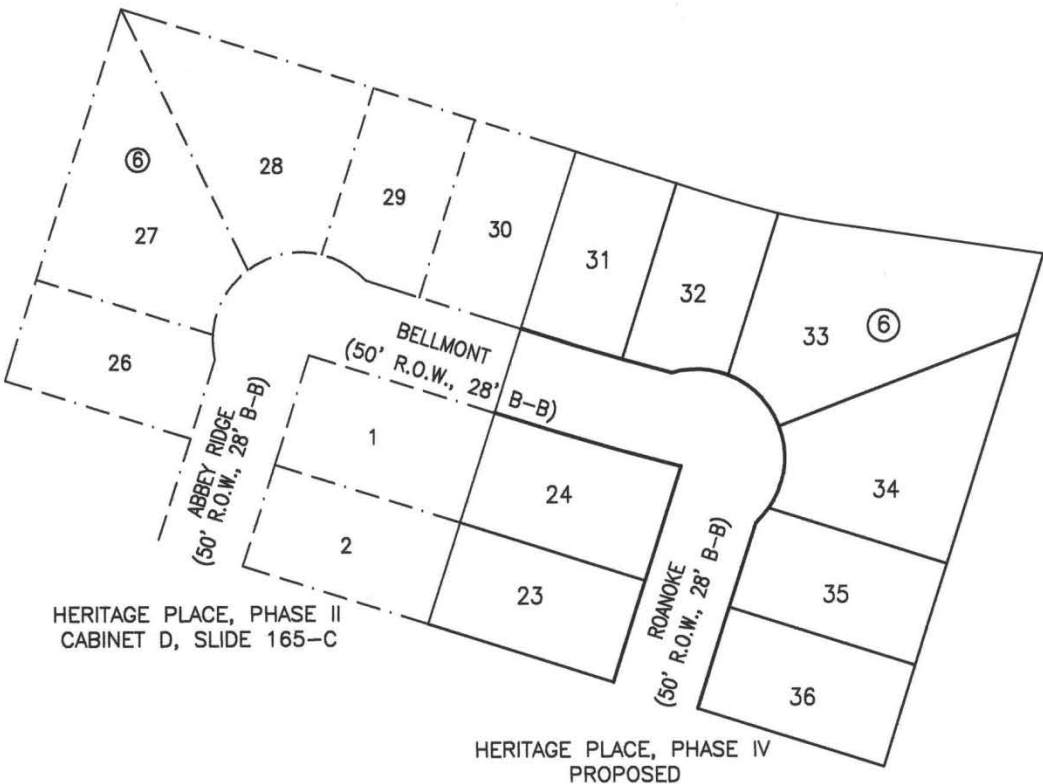 28
⑥
29
27
30
31
32
33
⑥
26
BELLMONT
(50' R.O.W., 28' B-B)
ABBEY RIDGE
(50' R.O.W., 28' B-B)
1
24
34
2
23
ROANOKE
(50' R.O.W., 28' B-B)
35
36
HERITAGE PLACE, PHASE II
CABINET D, SLIDE 165-C
HERITAGE PLACE, PHASE IV
PROPOSED